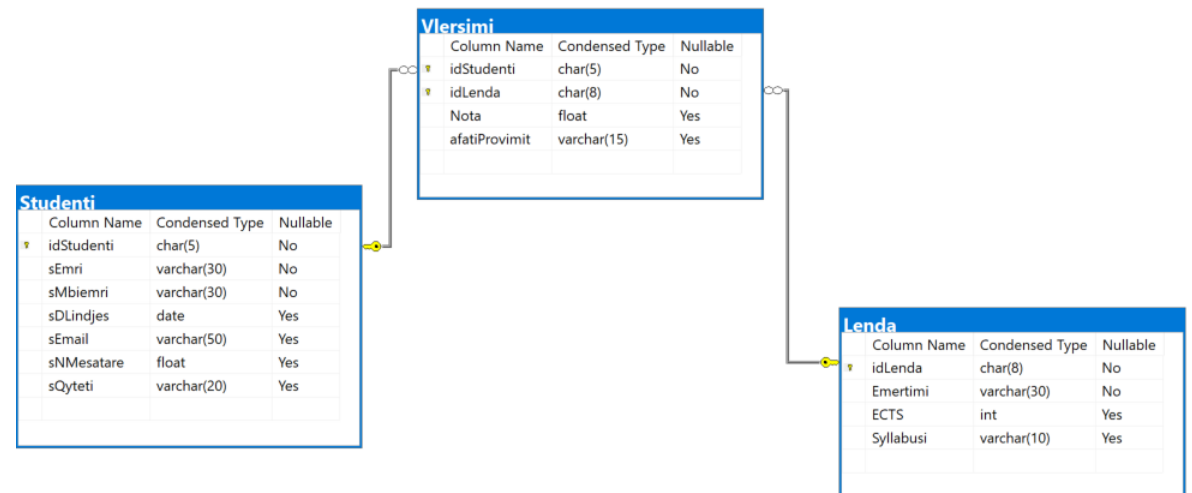 Vlersimi
Column Name Condensed Type Nullable
idStudenti char(5) No
idLenda char(8) No
Nota float Yes
afatiProvimit varchar(15) Yes
Studenti
Column Name Condensed Type Nullable
idStudenti char(5) No
sEmri varchar(30) No
sMbiemri varchar(30) No
sDLindjes date Yes
sEmail varchar(50) Yes
sNMesatare float Yes
sQyteti varchar(20) Yes
Lenda
Column Name Condensed Type Nullable
idLenda char(8) No
Emertimi varchar(30) No
ECTS int Yes
Syllabusi varchar(10) Yes